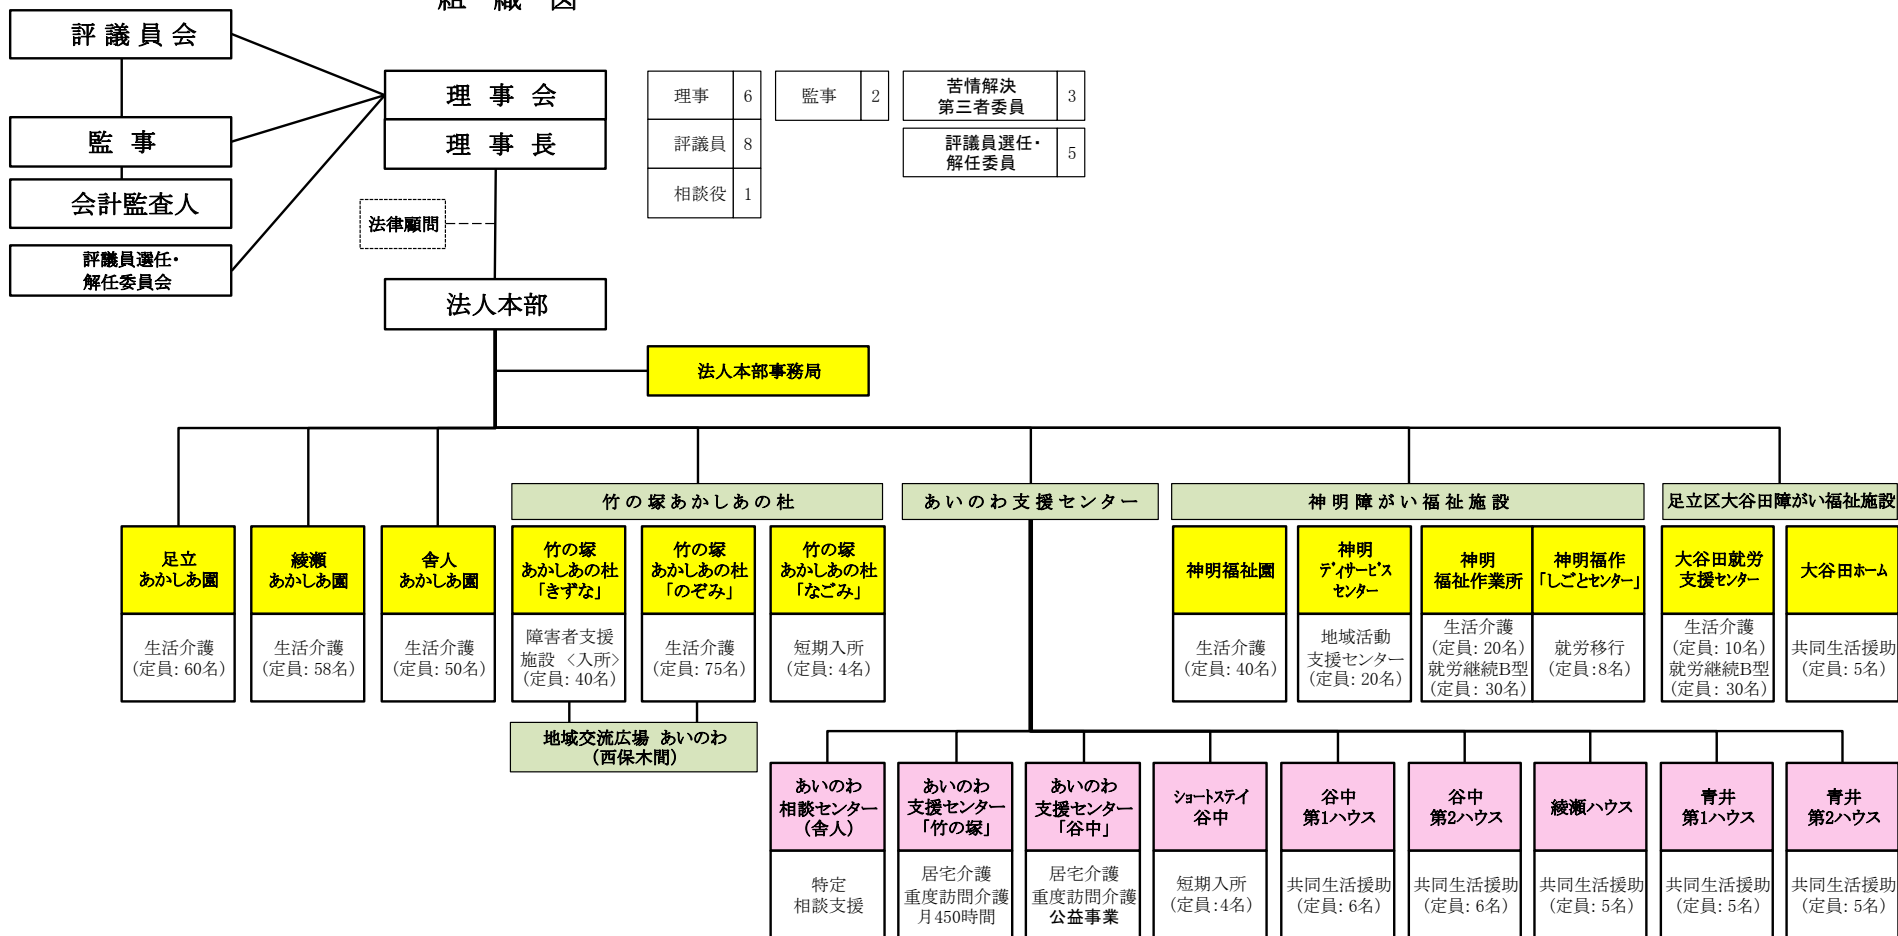 組 織 図
評 議 員 会
監 事
会計監査人
評議員選任・
解任委員会
理 事 会
理 事 長
法律顧問
法人本部
理事 6
評議員 8
相談役 1
監事 2
苦情解決
第三者委員 3
評議員選任・
解任委員 5
法人本部事務局
竹の塚あかしあの杜
あいのわ支援センター
神明障がい福祉施設
足立区大谷田障がい福祉施設
足立
あかしあ園
生活介護
(定員: 60名)
綾瀬
あかしあ園
生活介護
(定員: 58名)
舎人
あかしあ園
生活介護
(定員: 50名)
竹の塚
あかしあの杜
「きずな」
障害者支援
施設 〈入所〉
(定員: 40名)
竹の塚
あかしあの杜
「のぞみ」
生活介護
(定員: 75名)
竹の塚
あかしあの杜
「なごみ」
短期入所
(定員: 4名)
地域交流広場 あいのわ
(西保木間)
神明福祉園
生活介護
(定員: 40名)
神明
ディサービス
センター
地域活動
支援センター
(定員: 20名)
神明
福祉作業所
生活介護
(定員: 20名)
就労継続B型
(定員: 30名)
神明福作
「しごとセンター」
就労移行
(定員:8名)
大谷田就労
支援センター
生活介護
(定員: 10名)
就労継続B型
(定員: 30名)
大谷田ホーム
共同生活援助
(定員: 5名)
あいのわ
相談センター
(舎人)
特定
相談支援
あいのわ
支援センター
「竹の塚」
居宅介護
重度訪問介護
月450時間
あいのわ
支援センター
「谷中」
居宅介護
重度訪問介護
公益事業
ショートステイ
谷中
短期入所
(定員:4名)
谷中
第1ハウス
共同生活援助
(定員: 6名)
谷中
第2ハウス
共同生活援助
(定員: 6名)
綾瀬ハウス
共同生活援助
(定員: 5名)
青井
第1ハウス
共同生活援助
(定員: 5名)
青井
第2ハウス
共同生活援助
(定員: 5名)